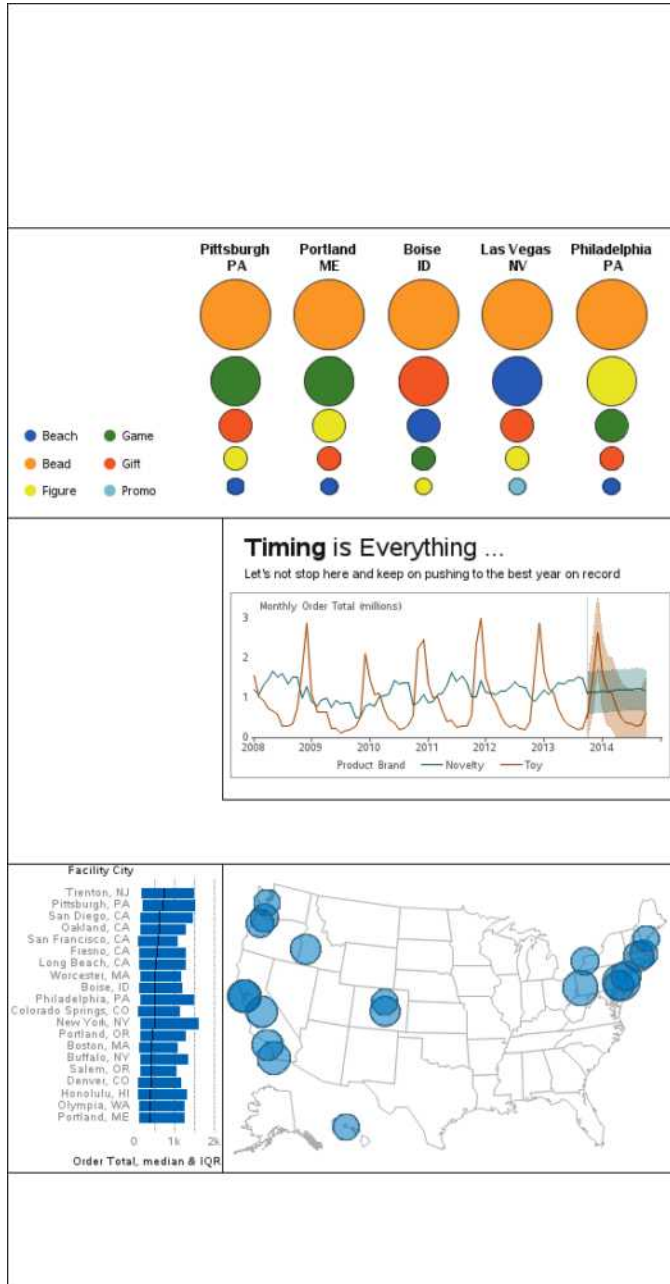 Pittsburgh PA
Portland ME
Boise ID
Las Vegas NV
Philadelphia PA
Beach
Game
Bead
Gift
Figure
Promo
Timing is Everything ...
Let's not stop here and keep on pushing to the best year on record
Monthly Order Total (millions)
3
2
1
0
2008 2009 2010 2011 2012 2013 2014
Product Brand Novelty Toy
Facility City
Trenton, NJ
Pittsburgh, PA
San Diego, CA
Oakland, CA
San Francisco, CA
Fresno, CA
Long Beach, CA
Worcester, MA
Boise, ID
Philadelphia, PA
Colorado Springs, CO
New York, NY
Portland, OR
Boston, MA
Buffalo, NY
Salem, OR
Denver, CO
Honolulu, HI
Olympia, WA
Portland, ME
0 1k 2k
Order Total, median & IQR